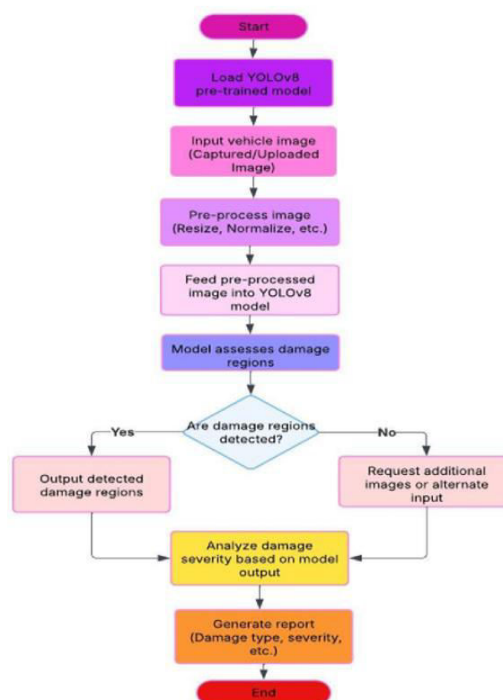 Start
Load YOLOv8
pre-trained model
Input vehicle image
(Captured/Uploaded
Image)
Pre-process image
(Resize, Normalize, etc.)
Feed pre-processed
image into YOLOv8
model
Model assesses damage
regions
Are damage regions
detected?
Yes
No
Output detected
damage regions
Request additional
images or alternate
input
Analyze damage
severity based on model
output
Generate report
(Damage type, severity,
etc.)
End